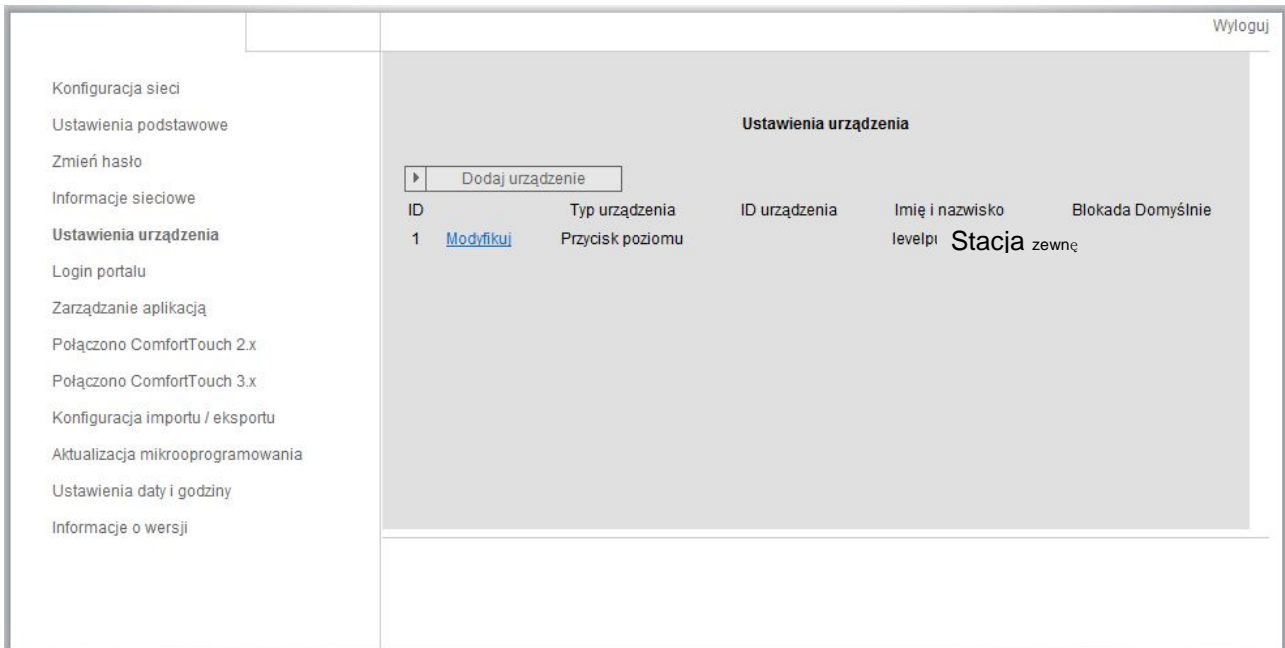 Wyloguj
Konfiguracja sieci
Ustawienia podstawowe
Zmień hasło
Informacje sieciowe
Ustawienia urządzenia
Login portalu
Zarządzanie aplikacją
Połączono ComfortTouch 2.x
Połączono ComfortTouch 3.x
Konfiguracja importu / eksportu
Aktualizacja mikrooprogramowania
Ustawienia daty i godziny
Informacje o wersji
Ustawienia urządzenia
Dodaj urządzenie
ID Typ urządzenia ID urządzenia Imię i nazwisko Blokada Domyślnie
1 Modyfikuj Przycisk poziomu Stacja zewnę